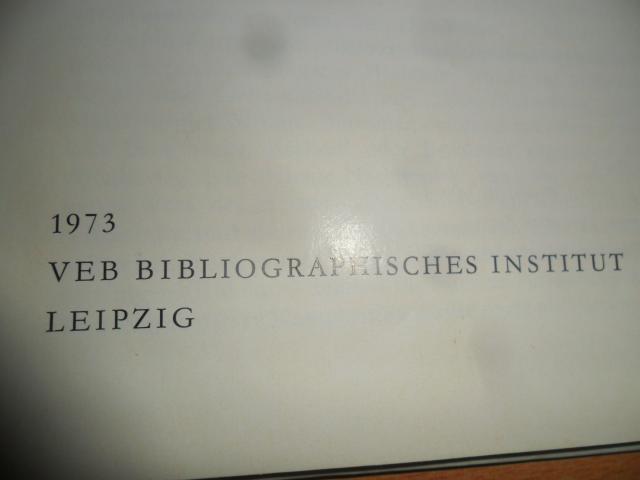 1973
VEB BIBLIOGRAPHISCHES INSTITUT
LEIPZIG